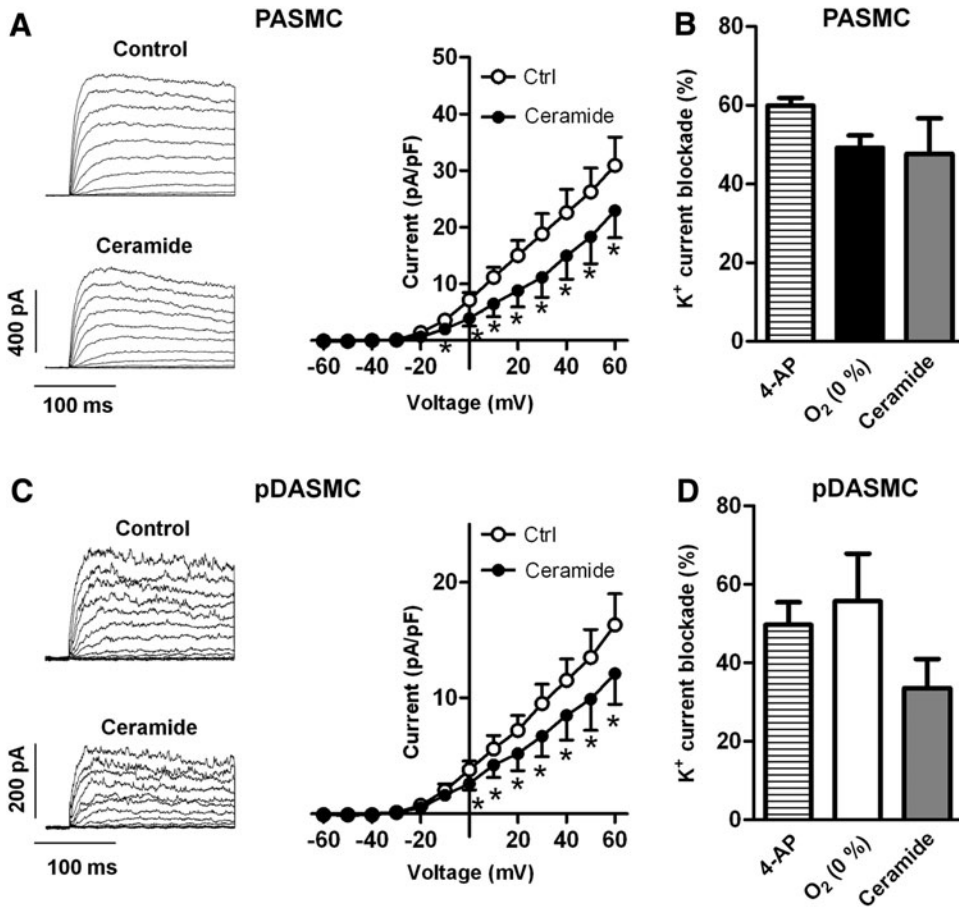 A
PASMC
Control
Ceramide
400 pA
100 ms
Current (pA/pF)
50
40
30
20
10
Ctrl
Ceramide
* * * * * * * *
-60 -40 -20 20 40 60
Voltage (mV)
B
PASMC
K+ current blockade (%)
80
60
40
20
0
4-AP
O2 (0 %)
Ceramide
C
pDASMC
Control
Ceramide
200 pA
100 ms
Current (pA/pF)
20
10
Ctrl
Ceramide
* * * * * * *
-60 -40 -20 20 40 60
Voltage (mV)
D
pDASMC
K+ current blockade (%)
80
60
40
20
0
4-AP
O2 (0 %)
Ceramide